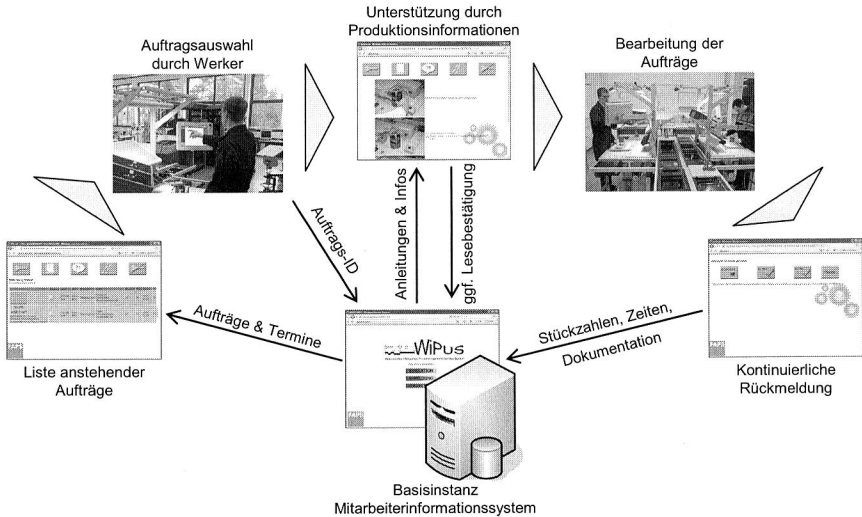 Unterstützung durch
Produktionsinformationen
Auftragsauswahl
durch Werker
Bearbeitung der
Aufträge
Auftrags-ID
Anleitungen & Infos
ggf. Lesebestätigung
Aufträge & Termine
Stückzahlen, Zeiten,
Dokumentation
WiPus
Liste anstehender
Aufträge
Kontinuierliche
Rückmeldung
Basisinstanz
Mitarbeiterinformationssystem